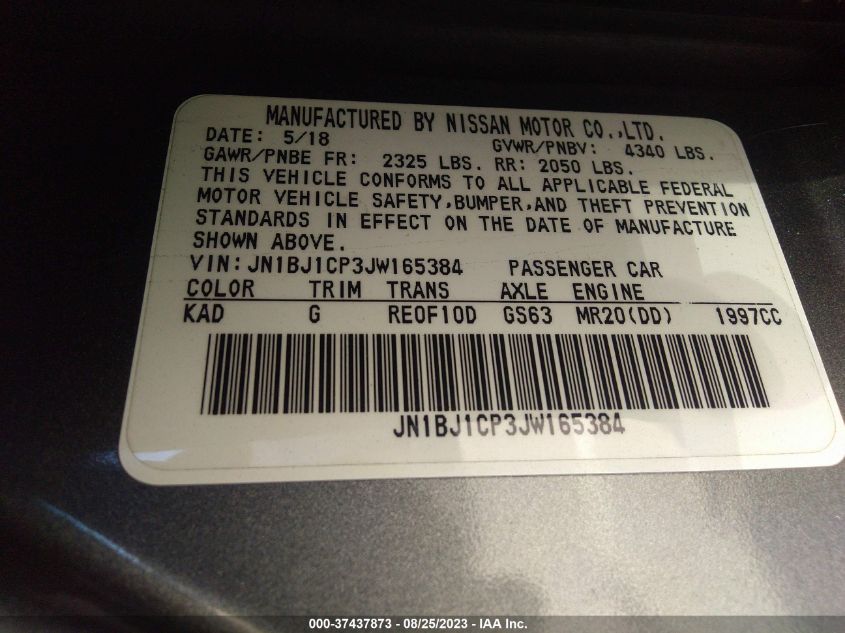 MANUFACTURED BY NISSAN MOTOR CO.,LTD.
DATE: 5/18 GVWR/PNBV: 4340 LBS.
GAWR/PNBE FR: 2325 LBS. RR: 2050 LBS.
THIS VEHICLE CONFORMS TO ALL APPLICABLE FEDERAL
MOTOR VEHICLE SAFETY,BUMPER,AND THEFT PREVENTION
STANDARDS IN EFFECT ON THE DATE OF MANUFACTURE
SHOWN ABOVE.
VIN:JN1BJ1CP3JW165384 PASSENGER CAR
COLOR TRIM TRANS AXLE ENGINE
KAD G RE0F10D GS63 MR20(DD) 1997CC
JN1BJ1CP3JW165384
000-37437873 - 08/25/2023 - IAA Inc.